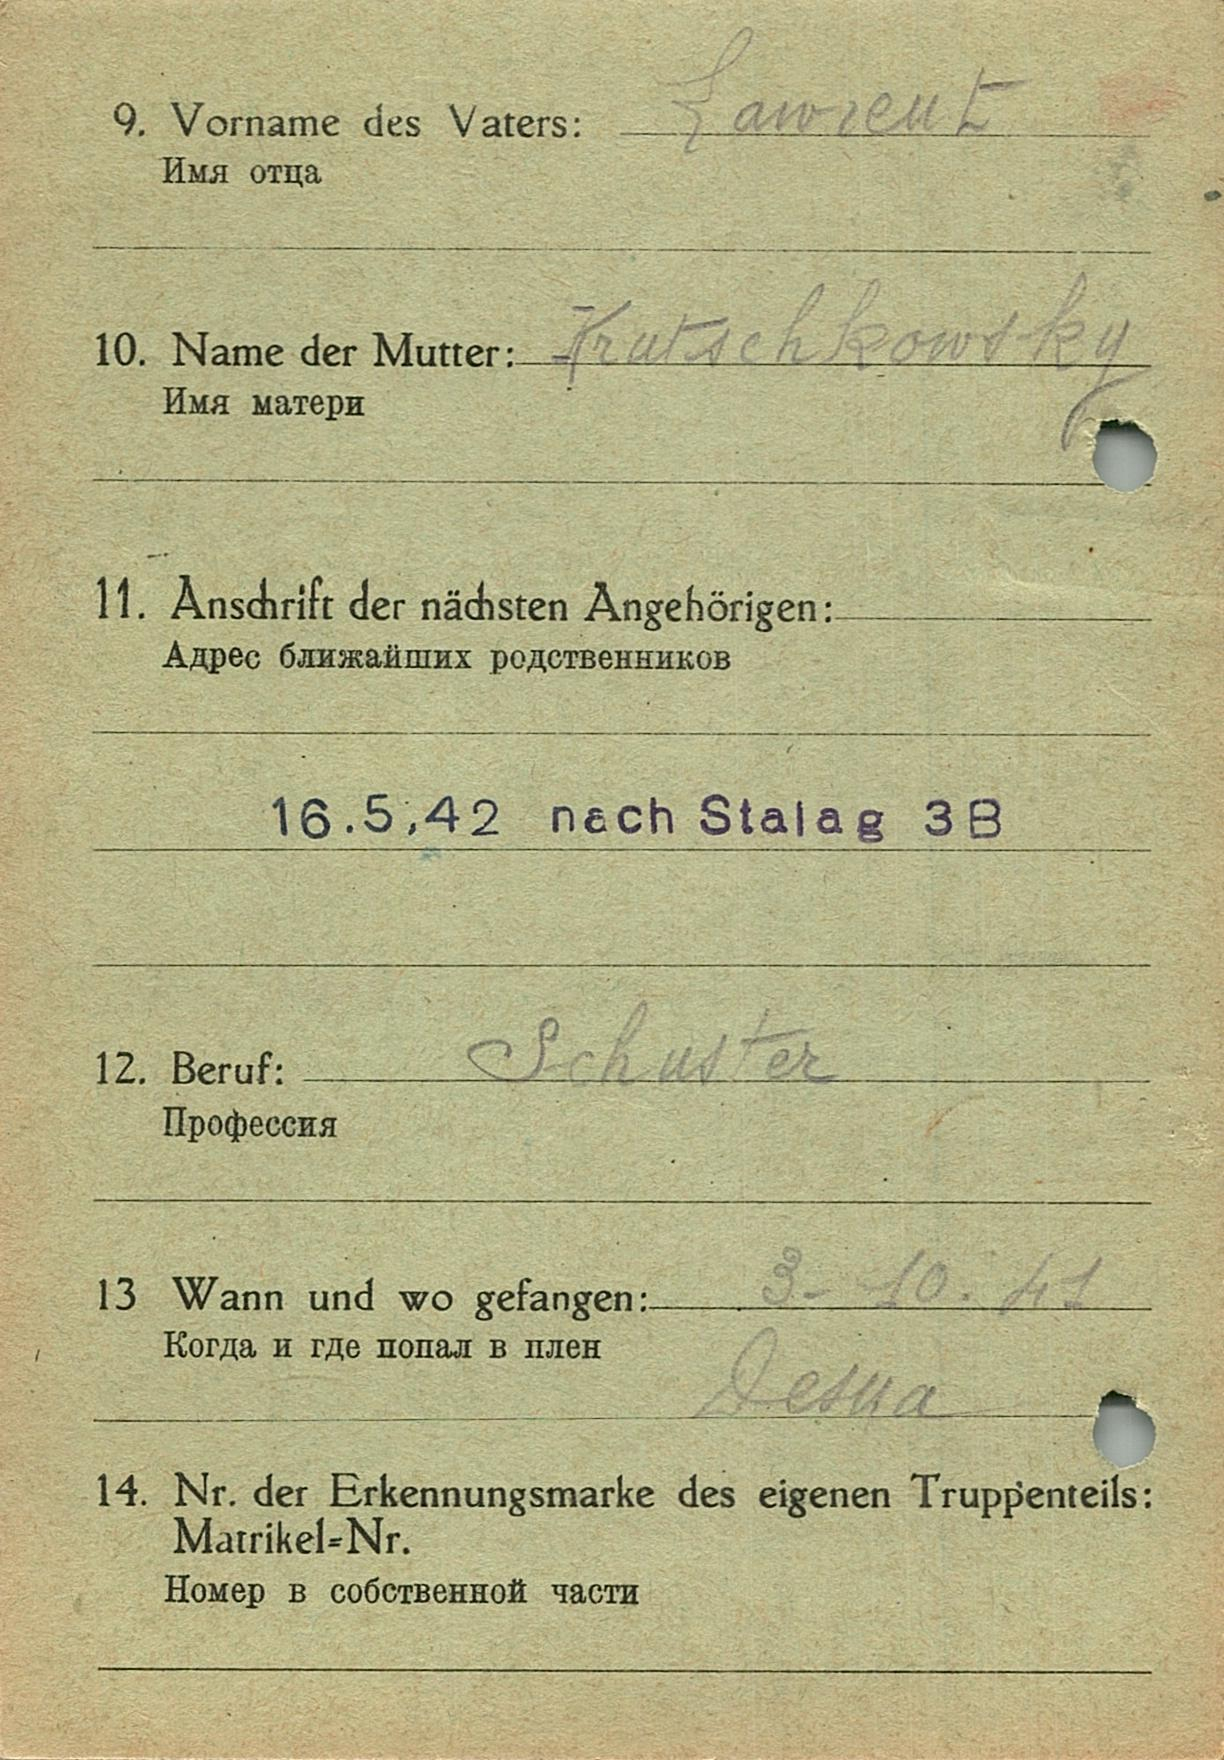 9. Vorname des Vaters: Lawrent
Имя отца
10. Name der Mutter: Krutschkowsky
Имя матери
11. Anschrift der nächsten Angehörigen:
Адрес ближайших родственников
16.5.42 nach Stalag 3B
12. Beruf: Schuster
Профессия
13 Wann und wo gefangen: 3-10.41
Когда и где попал в плен
Desna
14. Nr. der Erkennungsmarke des eigenen Truppenteils:
Matrikel-Nr.
Номер в собственной части